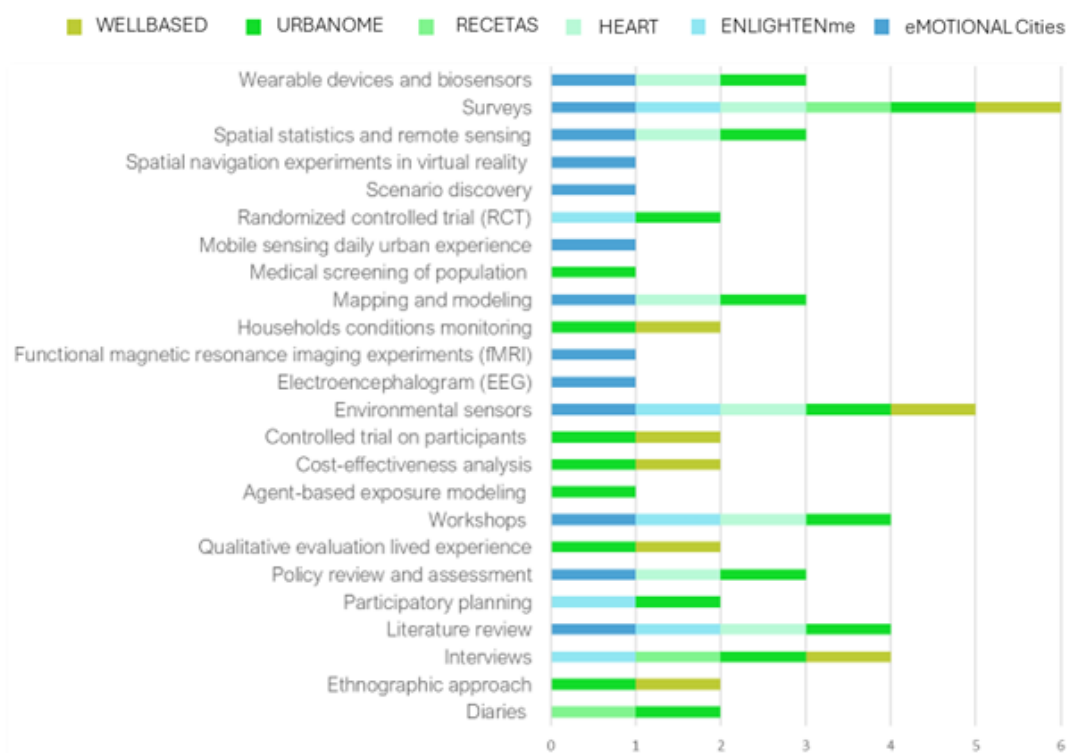 WELLBASED URBANOME RECETAS HEART ENLIGHTENme eMOTIONAL Cities
Wearable devices and biosensors
Surveys
Spatial statistics and remote sensing
Spatial navigation experiments in virtual reality
Scenario discovery
Randomized controlled trial (RCT)
Mobile sensing daily urban experience
Medical screening of population
Mapping and modeling
Households conditions monitoring
Functional magnetic resonance imaging experiments (fMRI)
Electroencephalogram (EEG)
Environmental sensors
Controlled trial on participants
Cost-effectiveness analysis
Agent-based exposure modeling
Workshops
Qualitative evaluation lived experience
Policy review and assessment
Participatory planning
Literature review
Interviews
Ethnographic approach
Diaries
0 1 2 3 4 5 6